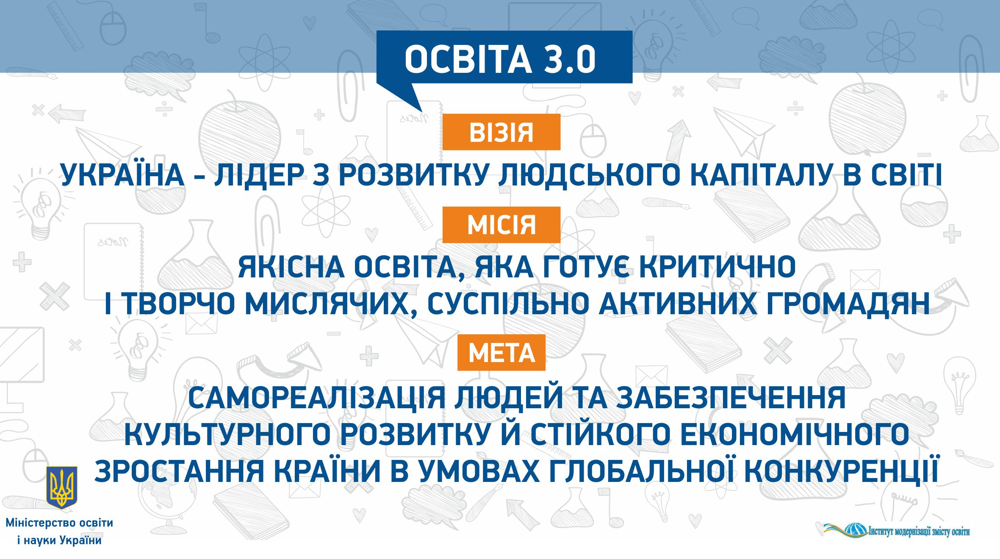 ОСВІТА 3.0
ВІЗІЯ
УКРАЇНА - ЛІДЕР З РОЗВИТКУ ЛЮДСЬКОГО КАПІТАЛУ В СВІТІ
МІСІЯ
ЯКІСНА ОСВІТА, ЯКА ГОТУЄ КРИТИЧНО
І ТВОРЧО МИСЛЯЧИХ, СУСПІЛЬНО АКТИВНИХ ГРОМАДЯН
МЕТА
САМОРЕАЛІЗАЦІЯ ЛЮДЕЙ ТА ЗАБЕЗПЕЧЕННЯ
КУЛЬТУРНОГО РОЗВИТКУ Й СТІЙКОГО ЕКОНОМІЧНОГО
ЗРОСТАННЯ КРАЇНИ В УМОВАХ ГЛОБАЛЬНОЇ КОНКУРЕНЦІЇ
Міністерство освіти
і науки України
Інститут модернізації змісту освіти
Notes
Notes